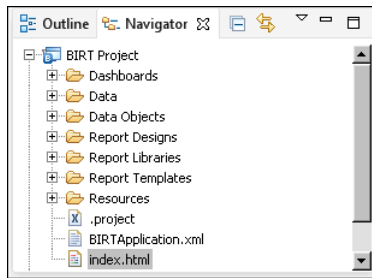 Outline Navigator
BIRT Project
Dashboards
Data
Data Objects
Report Designs
Report Libraries
Report Templates
Resources
.project
BIRTApplication.xml
index.html